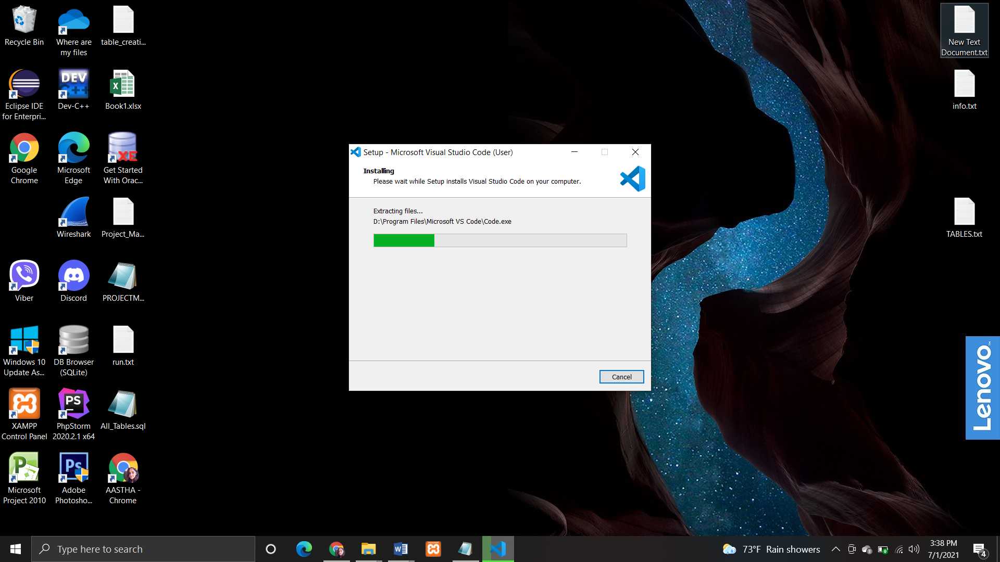 Recycle Bin
Where are
my files
table_creati...
Eclipse IDE
for Enterpri...
DEV
C++
Dev-C++
X
Book1.xlsx
Google
Chrome
Microsoft
Edge
XE
Get Started
With Orac...
Wireshark
Project_Ma...
Viber
Discord
PROJECTM...
Windows 10
Update As...
DB Browser
(SQLite)
run.txt
XAMPP
Control Panel
PS
PhpStorm
2020.2.1 x64
All_Tables.sql
P
Microsoft
Project 2010
Ps
Adobe
Photosho...
AASTHA -
Chrome
Setup - Microsoft Visual Studio Code (User)
Installing
Please wait while Setup installs Visual Studio Code on your computer.
Extracting files...
D:\Program Files\Microsoft VS Code\Code.exe
Cancel
New Text
Document.txt
info.txt
TABLES.txt
Lenovo™
Type here to search
W
73°F Rain showers
3:38 PM
7/1/2021
4